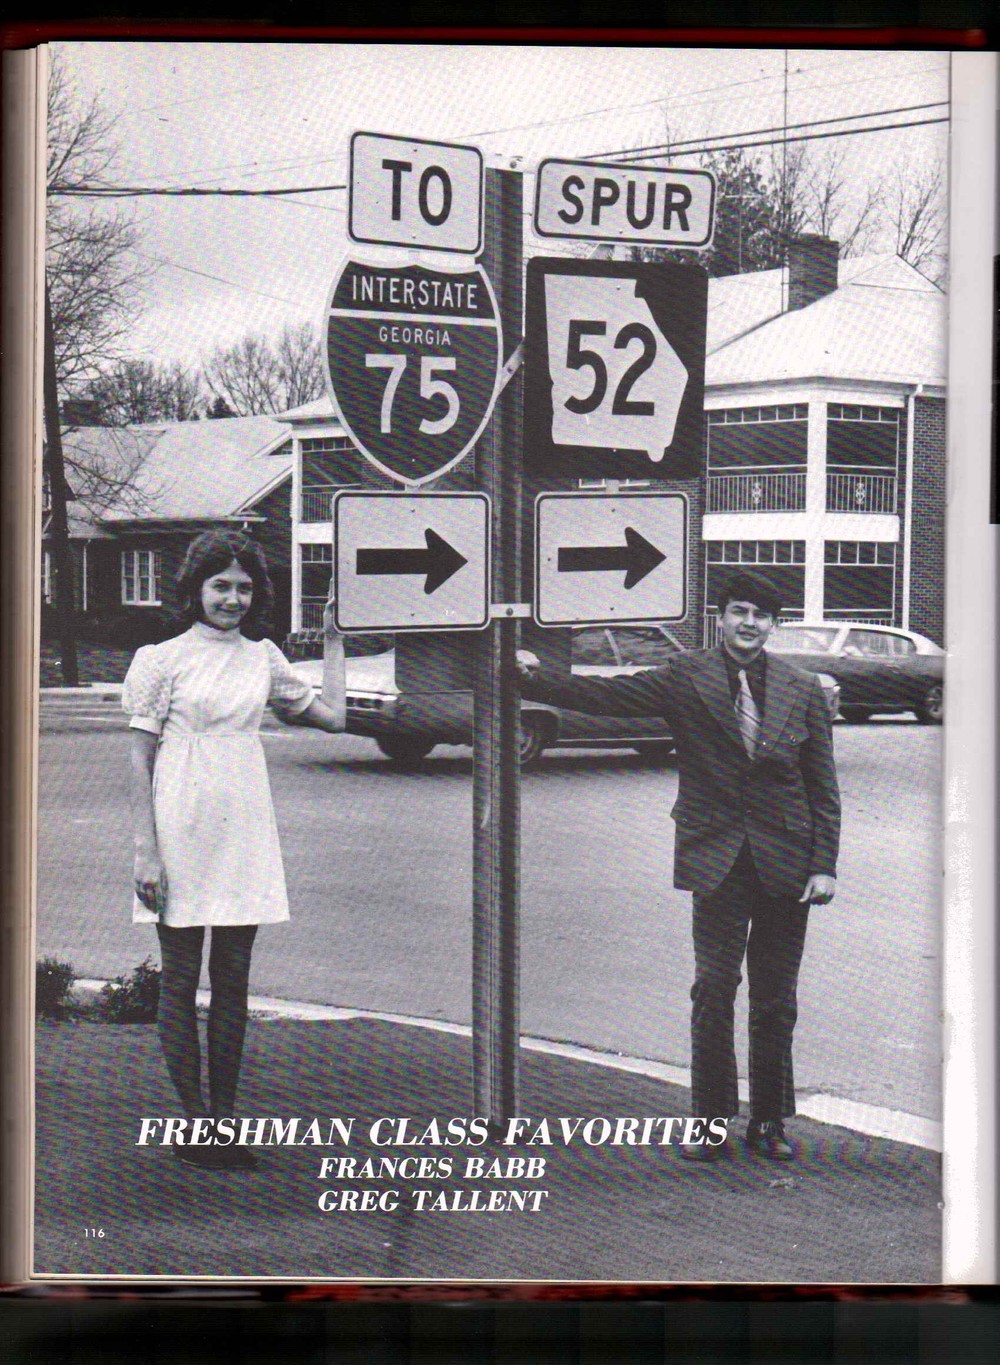 TO
INTERSTATE
GEORGIA
75
SPUR
52
FRESHMAN CLASS FAVORITES
FRANCES BABB
GREG TALLENT
116